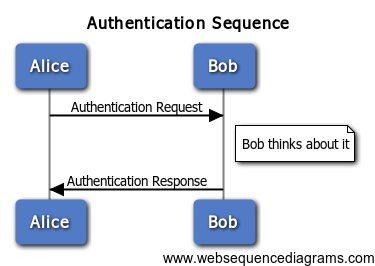 Authentication Sequence
Alice Bob
Authentication Request
Bob thinks about it
Authentication Response
Alice Bob
www.websequencediagrams.com